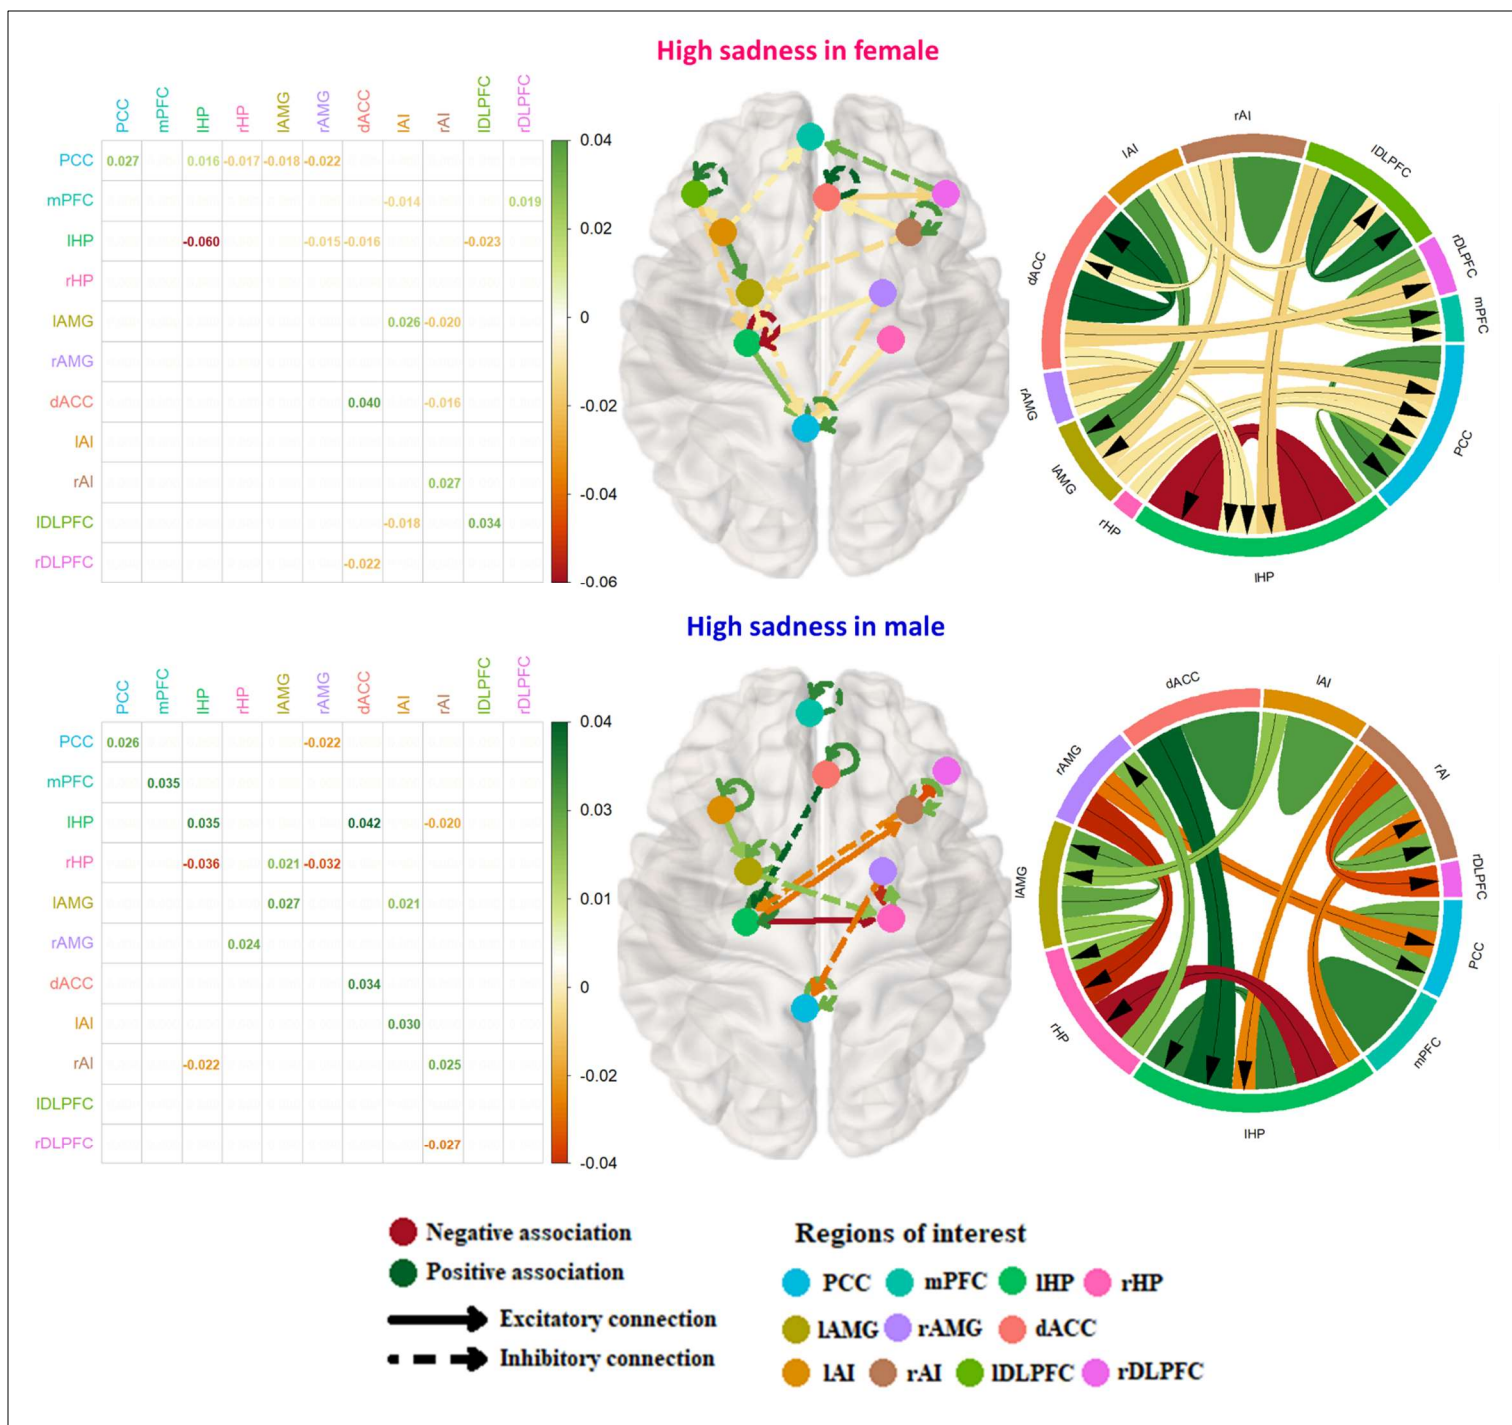 High sadness in female
PCC mPFC lHP rHP lAMG rAMG dACC lAI rAI lDLPFC rDLPFC
PCC 0.027 0.016 -0.017 -0.018 -0.022
mPFC -0.014 0.019
lHP -0.060 -0.015 -0.016 -0.023
rHP
lAMG 0.026 -0.020
rAMG
dACC 0.040 -0.016
lAI
rAI 0.027
lDLPFC -0.018 0.034
rDLPFC -0.022
0.04
0.02
0
-0.02
-0.04
-0.06
rAI
lDLPFC
rDLPFC
mPFC
PCC
lHP
rHP
lAMG
rAMG
dACC
lAI
High sadness in male
PCC mPFC lHP rHP lAMG rAMG dACC lAI rAI lDLPFC rDLPFC
PCC 0.026 -0.022
mPFC 0.035
lHP 0.035 0.042 -0.020
rHP -0.036 0.021 -0.032
lAMG 0.027 0.021
rAMG 0.024
dACC 0.034
lAI 0.030
rAI -0.022 0.025
lDLPFC
rDLPFC -0.027
0.04
0.03
0.01
0
-0.02
-0.04
dACC
lAI
rAI
rDLPFC
PCC
mPFC
lHP
rHP
lAMG
rAMG
Negative association
Positive association
Excitatory connection
Inhibitory connection
Regions of interest
PCC mPFC lHP rHP
lAMG rAMG dACC
lAI rAI lDLPFC rDLPFC